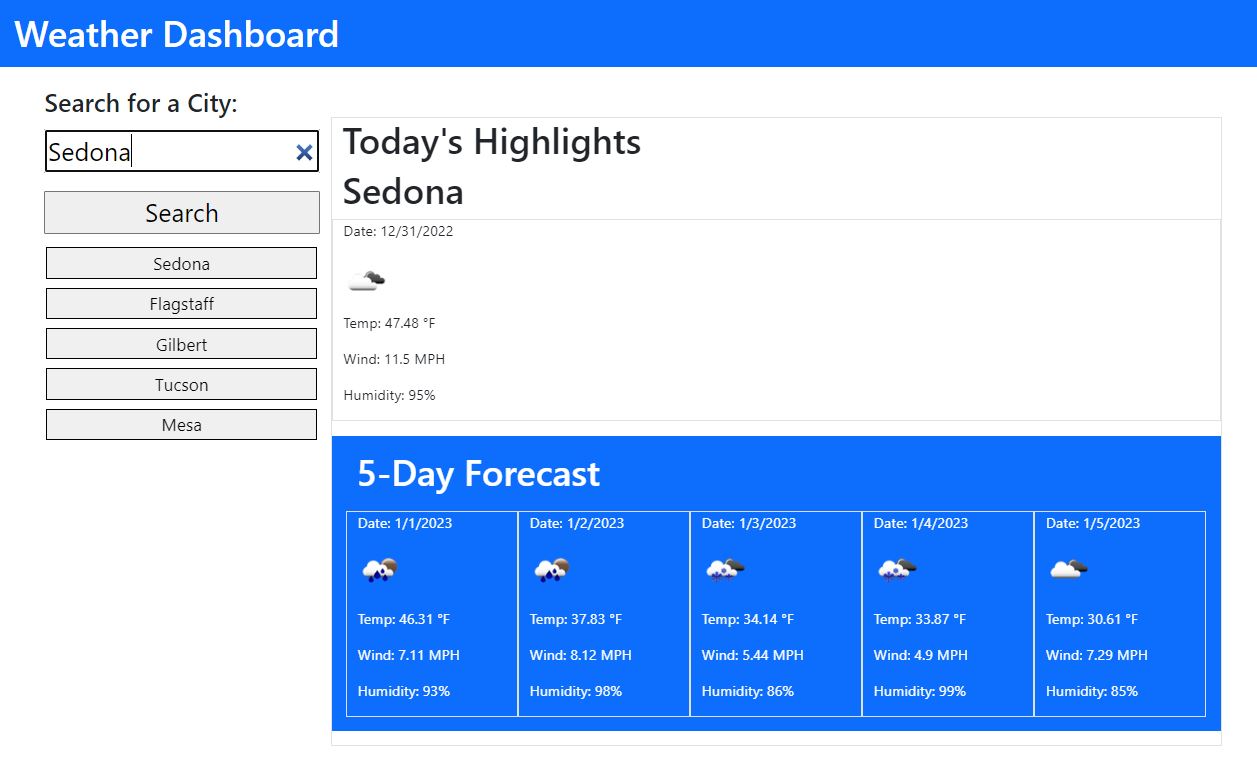 Weather Dashboard
Search for a City:
Sedona
Search
Sedona
Flagstaff
Gilbert
Tucson
Mesa
Today's Highlights
Sedona
Date: 12/31/2022
Temp: 47.48 °F
Wind: 11.5 MPH
Humidity: 95%
5-Day Forecast
Date: 1/1/2023
Temp: 46.31 °F
Wind: 7.11 MPH
Humidity: 93%
Date: 1/2/2023
Temp: 37.83 °F
Wind: 8.12 MPH
Humidity: 98%
Date: 1/3/2023
Temp: 34.14 °F
Wind: 5.44 MPH
Humidity: 86%
Date: 1/4/2023
Temp: 33.87 °F
Wind: 4.9 MPH
Humidity: 99%
Date: 1/5/2023
Temp: 30.61 °F
Wind: 7.29 MPH
Humidity: 85%